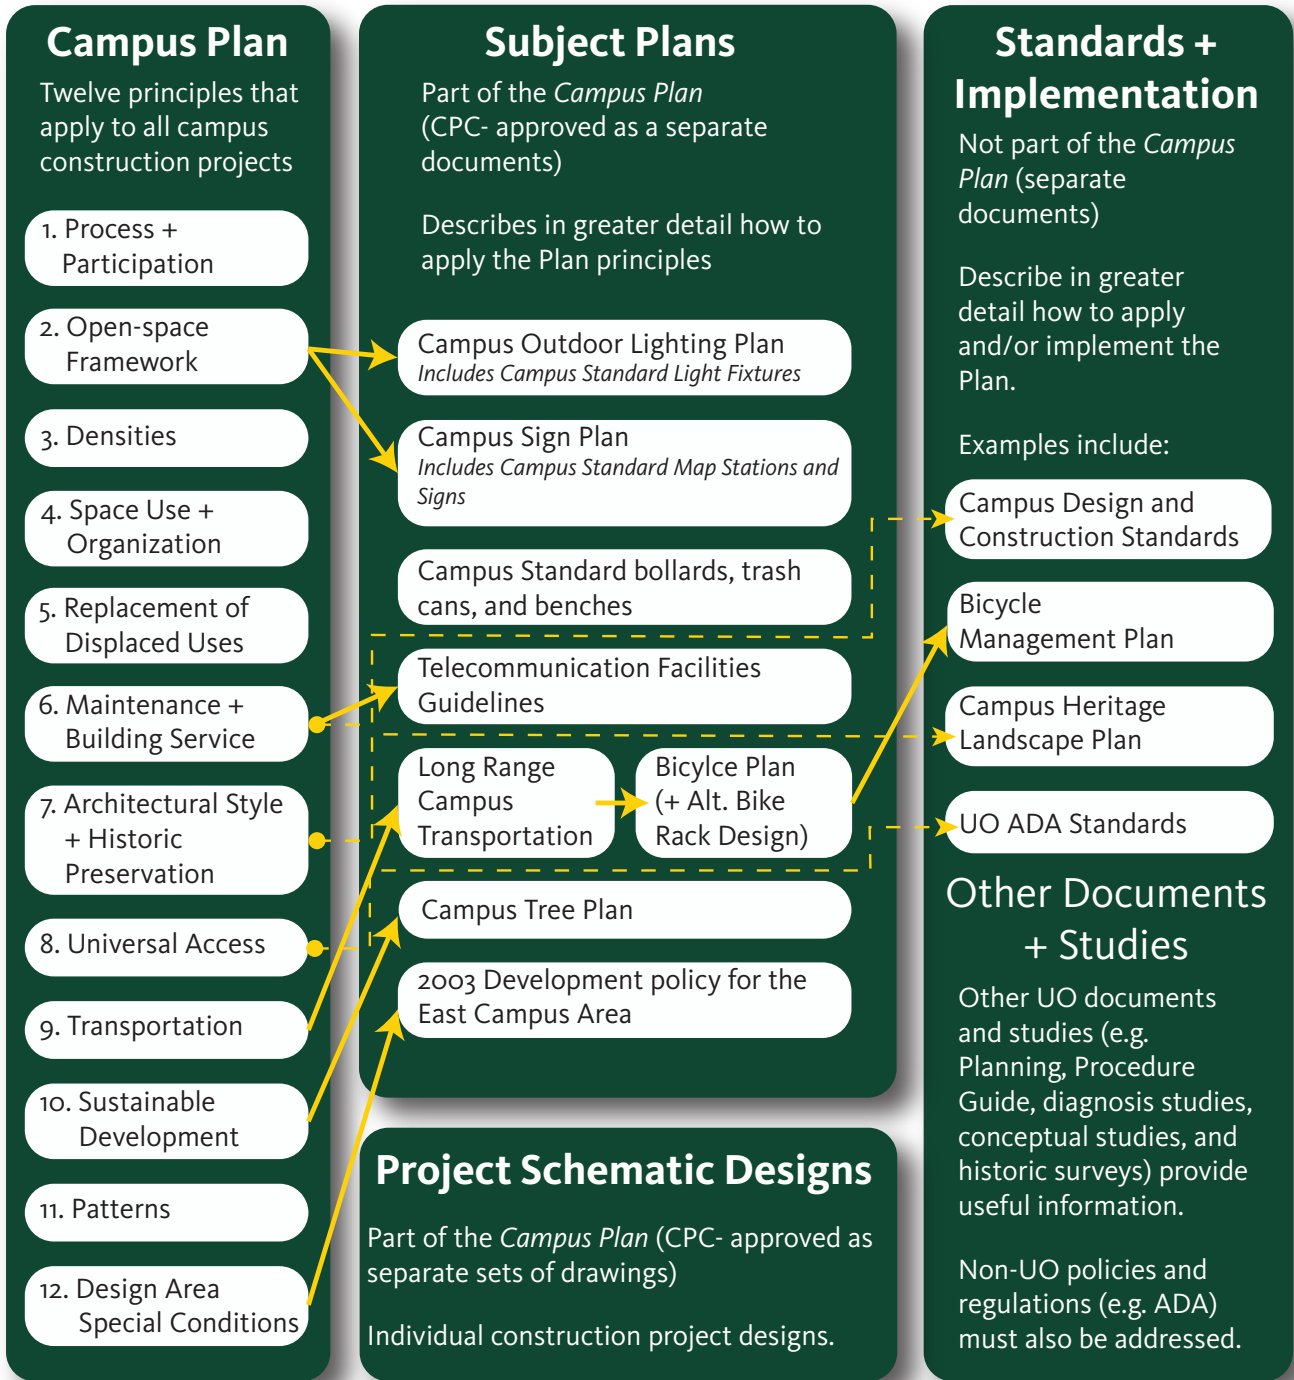 Campus Plan
Twelve principles that
apply to all campus
construction projects
1. Process +
Participation
2. Open-space
Framework
3. Densities
4. Space Use +
Organization
5. Replacement of
Displaced Uses
6. Maintenance +
Building Service
7. Architectural Style
+ Historic
Preservation
8. Universal Access
9. Transportation
10. Sustainable
Development
11. Patterns
12. Design Area
Special Conditions
Subject Plans
Part of the Campus Plan
(CPC- approved as a separate
documents)
Describes in greater detail how to
apply the Plan principles
Campus Outdoor Lighting Plan
Includes Campus Standard Light Fixtures
Campus Sign Plan
Includes Campus Standard Map Stations and
Signs
Campus Standard bollards, trash
cans, and benches
Telecommunication Facilities
Guidelines
Long Range
Campus
Transportation
Bicylce Plan
(+ Alt. Bike
Rack Design)
Campus Tree Plan
2003 Development policy for the
East Campus Area
Project Schematic Designs
Part of the Campus Plan (CPC- approved as
separate sets of drawings)
Individual construction project designs.
Standards +
Implementation
Not part of the Campus
Plan (separate
documents)
Describe in greater
detail how to apply
and/or implement the
Plan.
Examples include:
Campus Design and
Construction Standards
Bicycle
Management Plan
Campus Heritage
Landscape Plan
UO ADA Standards
Other Documents
+ Studies
Other UO documents
and studies (e.g.
Planning, Procedure
Guide, diagnosis studies,
conceptual studies, and
historic surveys) provide
useful information.
Non-UO policies and
regulations (e.g. ADA)
must also be addressed.